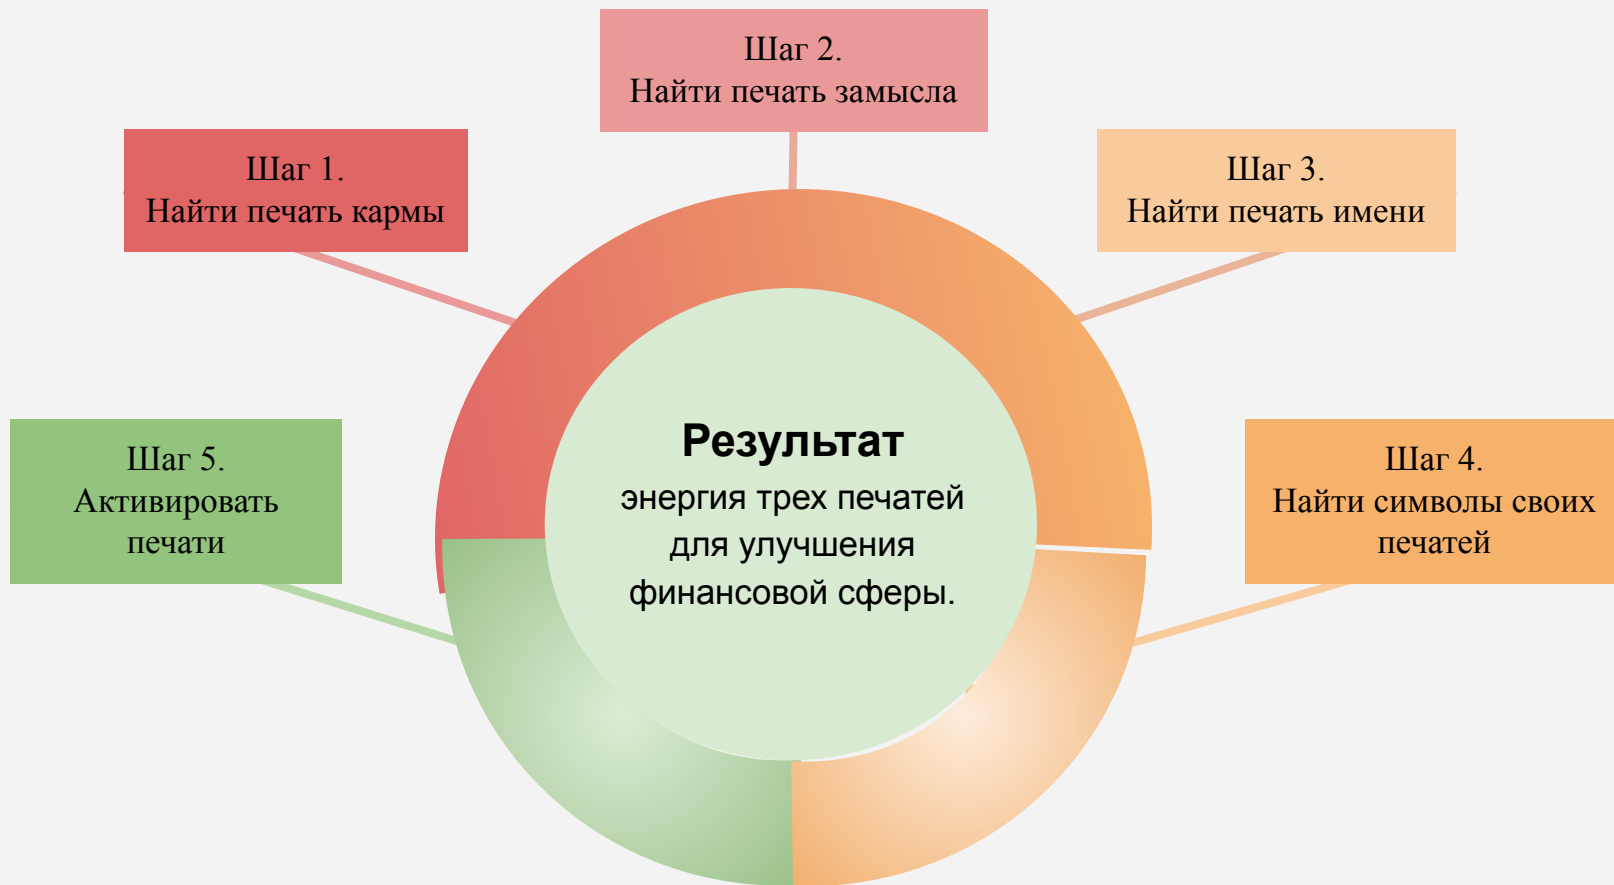 Шаг 1.
Найти печать кармы
Шаг 2.
Найти печать замысла
Шаг 3.
Найти печать имени
Шаг 4.
Найти символы своих
печатей
Шаг 5.
Активировать
печати
Результат
энергия трех печатей
для улучшения
финансовой сферы.